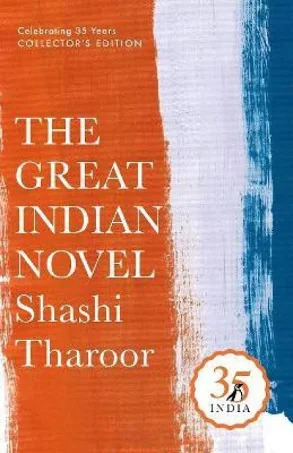 Celebrating 35 Years
COLLECTOR'S EDITION
THE
GREAT
INDIAN
NOVEL
Shashi
Tharoor
35
INDIA